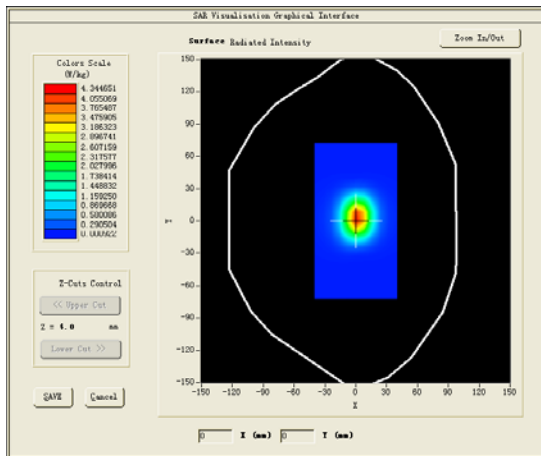 SAR Visualisation Graphical Interface
Surface Radiated Intensity
Zoom In/Out
Colors Scale
(W/kg)
4.344651
4.055069
3.765487
3.475905
3.186323
2.896741
2.607159
2.317577
2.027996
1.738414
1.448832
1.159250
0.869668
0.580086
0.290504
0.000922
Z-Cuts Control
<< Upper Cut
Z = 4.0 mm
Lower Cut >>
SAVE Cancel
150
120
90
60
30
0
-30
-60
-90
-120
-150
Y
-150 -120 -90 -60 -30 0 30 60 90 120 150
X
0 X (mm) 0 Y (mm)